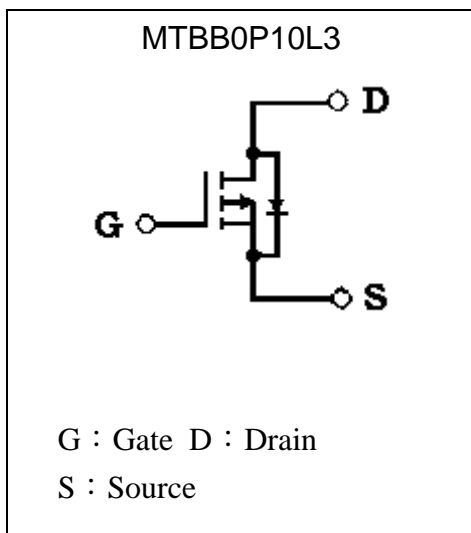 MTBB0P10L3
D
G
S
G：Gate D：Drain
S：Source